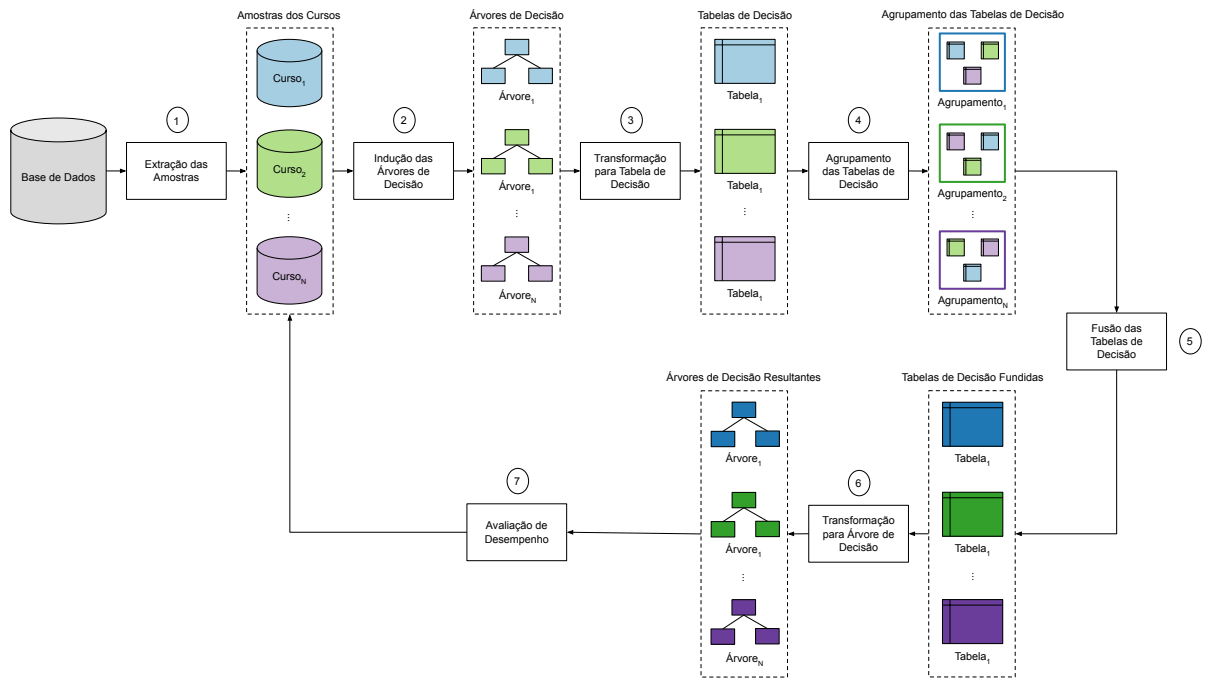 Amostras dos Cursos
Árvores de Decisão
Tabelas de Decisão
Agrupamento das Tabelas de Decisão
Base de Dados
1
Extração das
Amostras
Curso1
Curso2
...
CursoN
2
Indução das
Árvores de
Decisão
Árvore1
Árvore1
...
ÁrvoreN
3
Transformação
para Tabela de
Decisão
Tabela1
Tabela1
...
Tabela1
4
Agrupamento
das Tabelas de
Decisão
Agrupamento1
Agrupamento2
...
AgrupamentoN
Fusão das
Tabelas de
Decisão
5
Tabelas de Decisão Fundidas
Tabela1
Tabela1
...
Tabela1
6
Transformação
para Árvore de
Decisão
Árvores de Decisão Resultantes
Árvore1
Árvore1
...
ÁrvoreN
7
Avaliação de
Desempenho